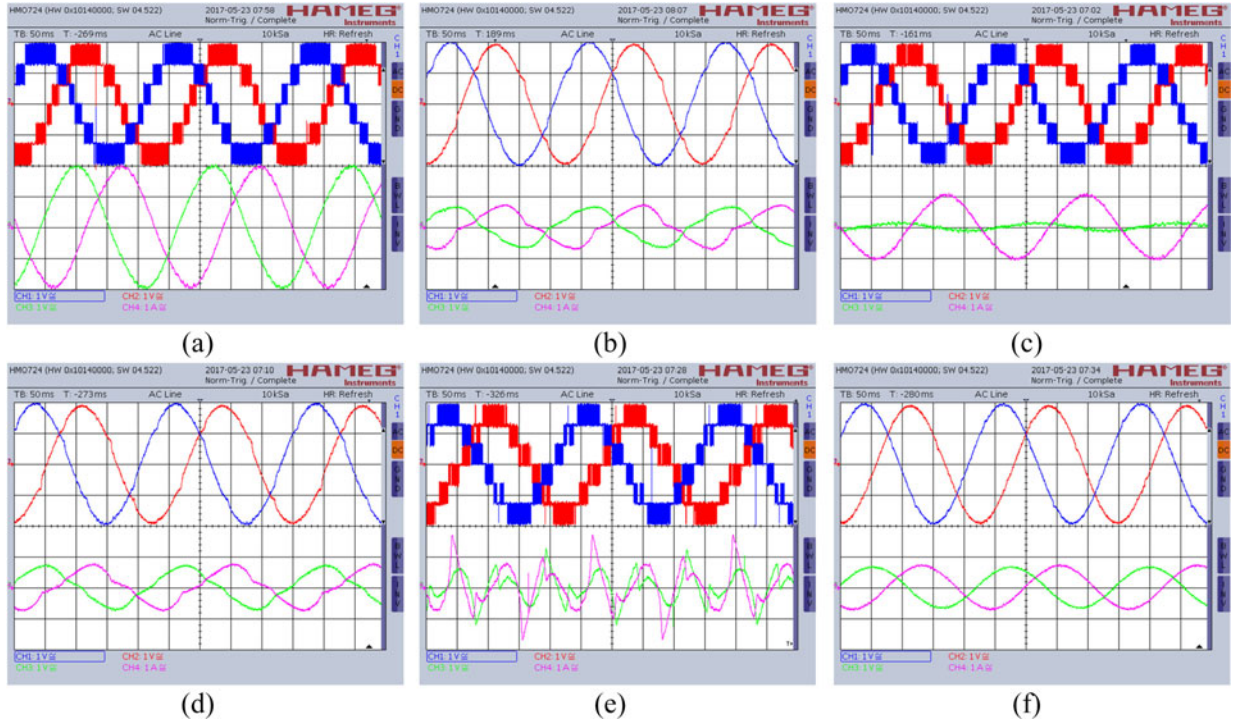 HMO724 (HW 0x10140000; SW 04.522) 2017-05-23 07:58 HAMEG®
Norm-Trig. / Complete Instruments
TB: 50ms T: -269ms AC Line 10kSa HR: Refresh
CH1: 1V CH2: 1V
CH3: 1V CH4: 1A
(a)
HMO724 (HW 0x10140000; SW 04.522) 2017-05-23 08:07 HAMEG®
Norm-Trig. / Complete Instruments
TB: 50ms T: 189ms AC Line 10kSa HR: Refresh
CH1: 1V CH2: 1V
CH3: 1V CH4: 1A
(b)
HMO724 (HW 0x10140000; SW 04.522) 2017-05-23 07:02 HAMEG®
Norm-Trig. / Complete Instruments
TB: 50ms T: -161ms AC Line 10kSa HR: Refresh
CH1: 1V CH2: 1V
CH3: 1V CH4: 1A
(c)
HMO724 (HW 0x10140000; SW 04.522) 2017-05-23 07:10 HAMEG®
Norm-Trig. / Complete Instruments
TB: 50ms T: -273ms AC Line 10kSa HR: Refresh
CH1: 1V CH2: 1V
CH3: 1V CH4: 1A
(d)
HMO724 (HW 0x10140000; SW 04.522) 2017-05-23 07:28 HAMEG®
Norm-Trig. / Complete Instruments
TB: 50ms T: -326ms AC Line 10kSa HR: Refresh
CH1: 1V CH2: 1V
CH3: 1V CH4: 1A
(e)
HMO724 (HW 0x10140000; SW 04.522) 2017-05-23 07:34 HAMEG®
Norm-Trig. / Complete Instruments
TB: 50ms T: -280ms AC Line 10kSa HR: Refresh
CH1: 1V CH2: 1V
CH3: 1V CH4: 1A
(f)